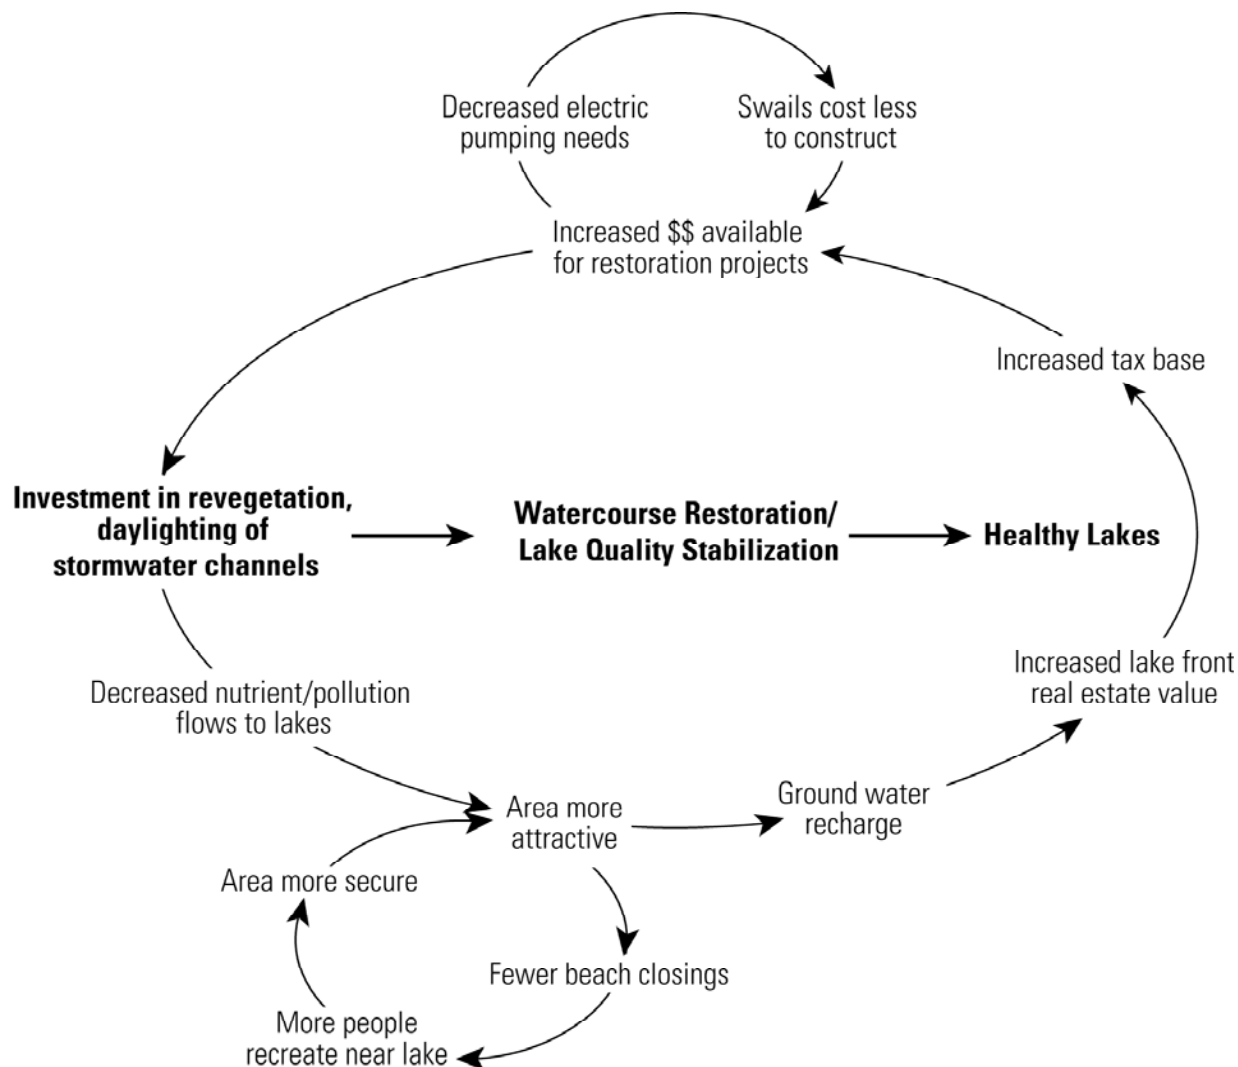 Decreased electric
pumping needs
Swails cost less
to construct
Increased $$ available
for restoration projects
Increased tax base
Investment in revegetation,
daylighting of
stormwater channels
Watercourse Restoration/
Lake Quality Stabilization
Healthy Lakes
Increased lake front
real estate value
Decreased nutrient/pollution
flows to lakes
Ground water
recharge
Area more
attractive
Area more secure
Fewer beach closings
More people
recreate near lake